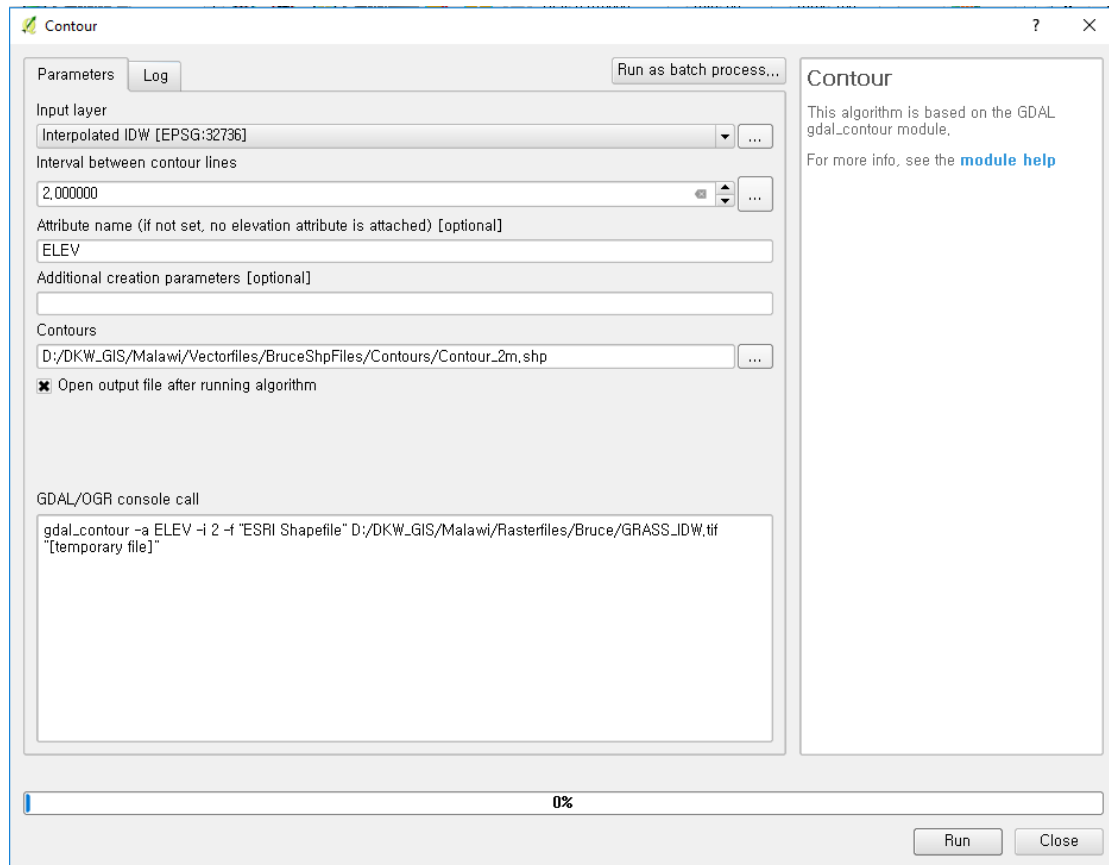 Contour
?
Parameters
Log
Run as batch process...
Input layer
Interpolated IDW [EPSG:32736]
...
Interval between contour lines
2.000000
...
Attribute name (if not set, no elevation attribute is attached) [optional]
ELEV
Additional creation parameters [optional]
Contours
D:/DKW_GIS/Malawi/Vectorfiles/BruceShpFiles/Contours/Contour_2m.shp
...
Open output file after running algorithm
GDAL/OGR console call
gdal_contour -a ELEV -i 2 -f "ESRI Shapefile" D:/DKW_GIS/Malawi/Rasterfiles/Bruce/GRASS_IDW.tif
"[temporary file]"
Contour
This algorithm is based on the GDAL
gdal_contour module.
For more info, see the module help
0%
Run
Close